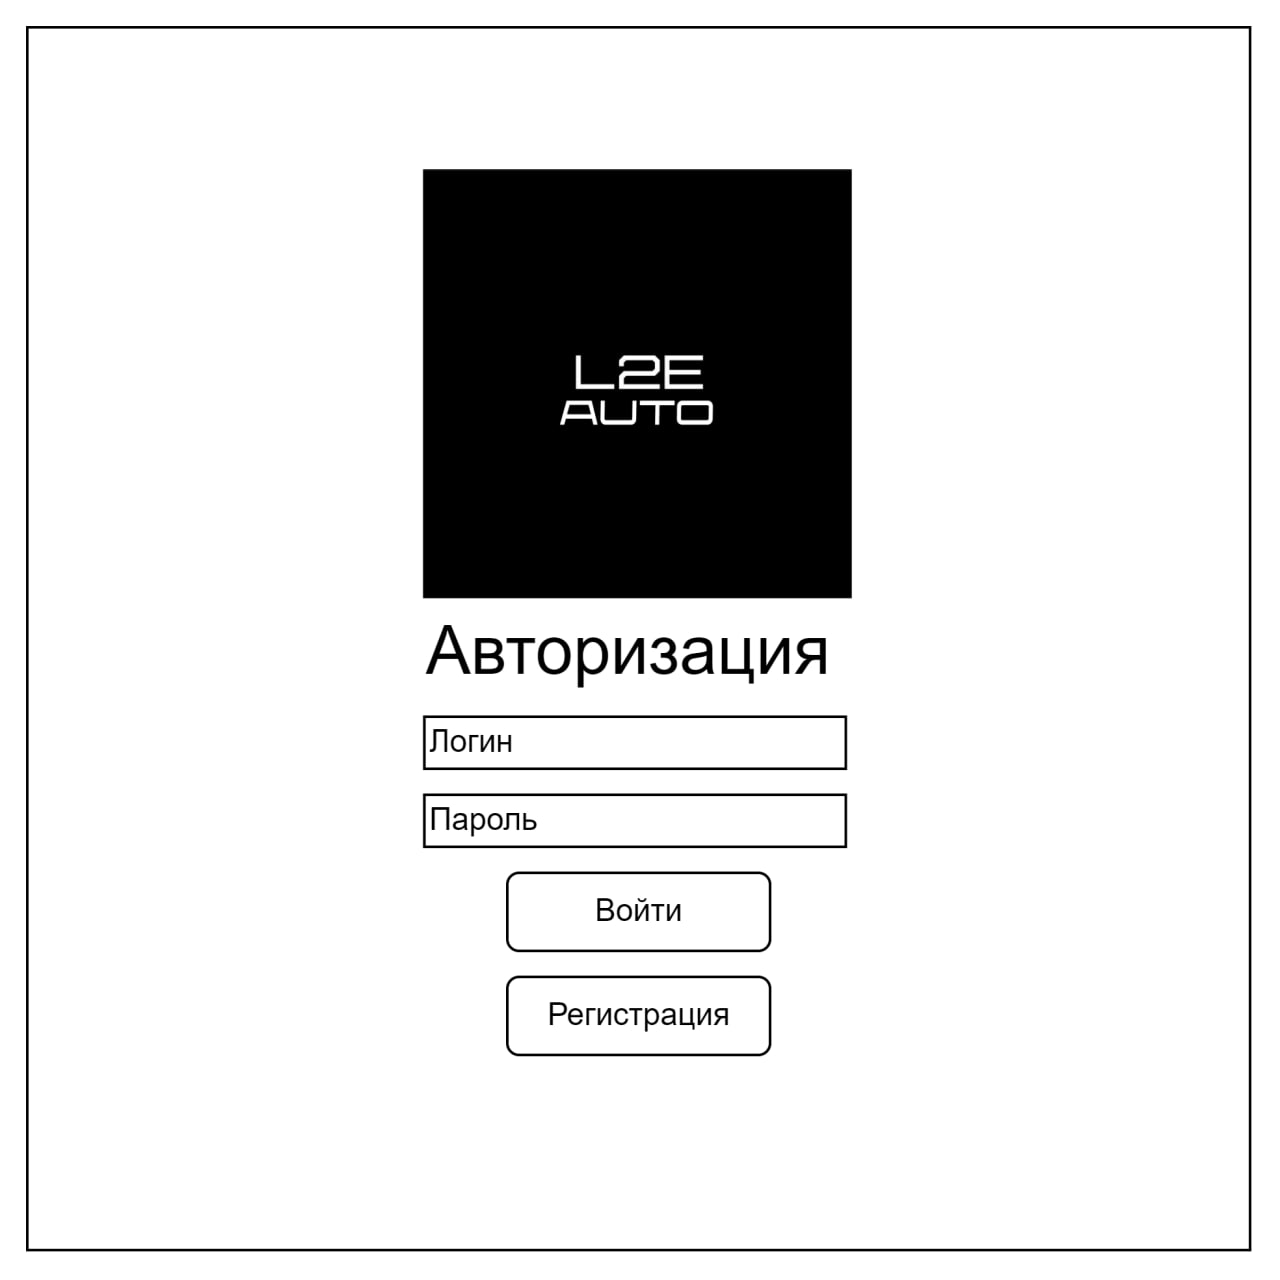 L2E
AUTO
Авторизация
Логин
Пароль
Войти
Регистрация